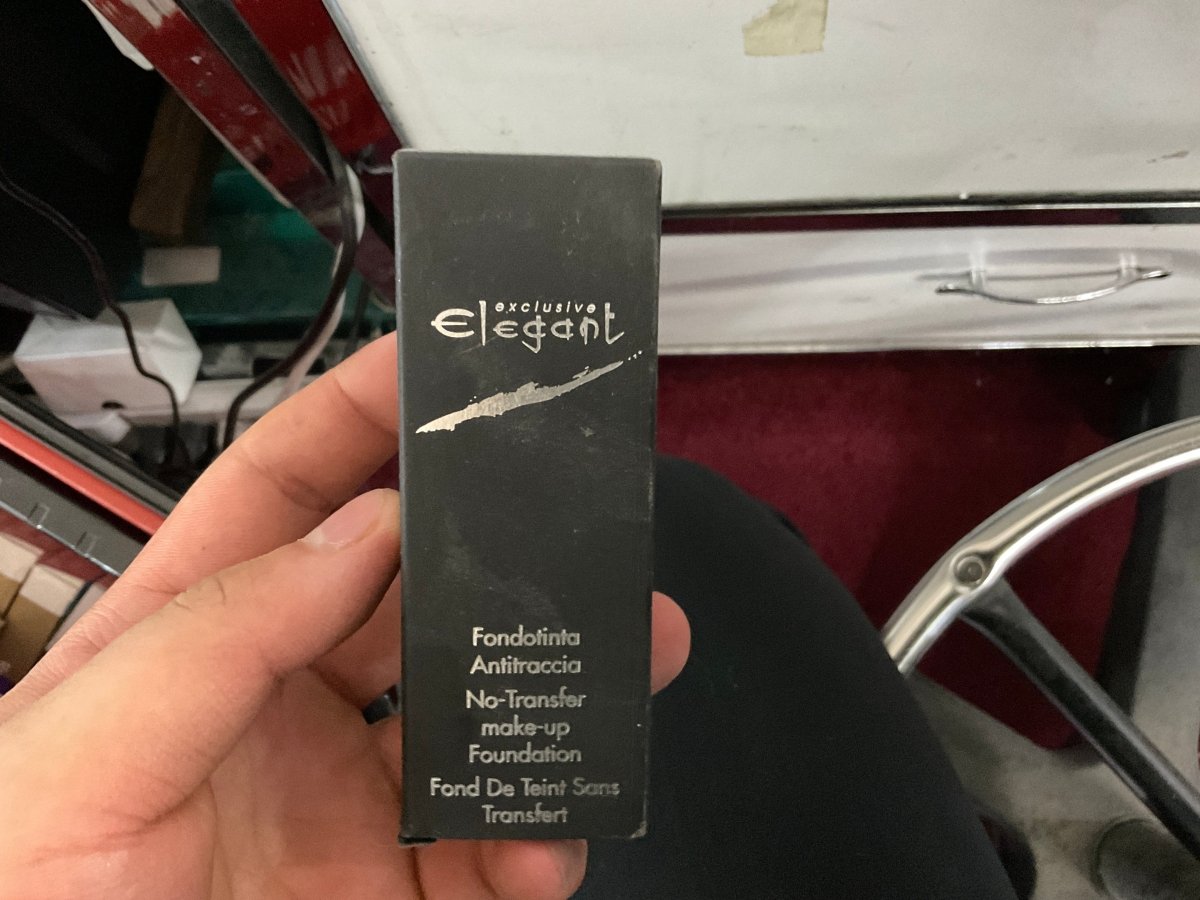 exclusive
Elegant
Fondotinta
Antitraccia
No-Transfer
make-up
Foundation
Fond De Teint Sans
Transfert